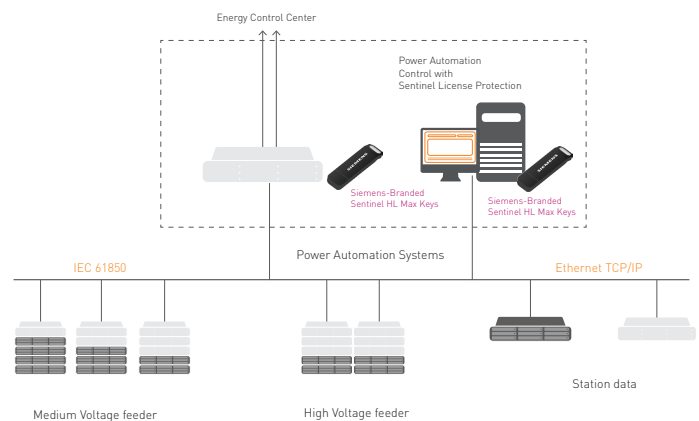 Energy Control Center
Power Automation
Control with
Sentinel License Protection
SIEMENS
SIEMENS
Siemens-Branded
Sentinel HL Max Keys
Siemens-Branded
Sentinel HL Max Keys
Power Automation Systems
IEC 61850
Ethernet TCP/IP
Station data
Medium Voltage feeder
High Voltage feeder